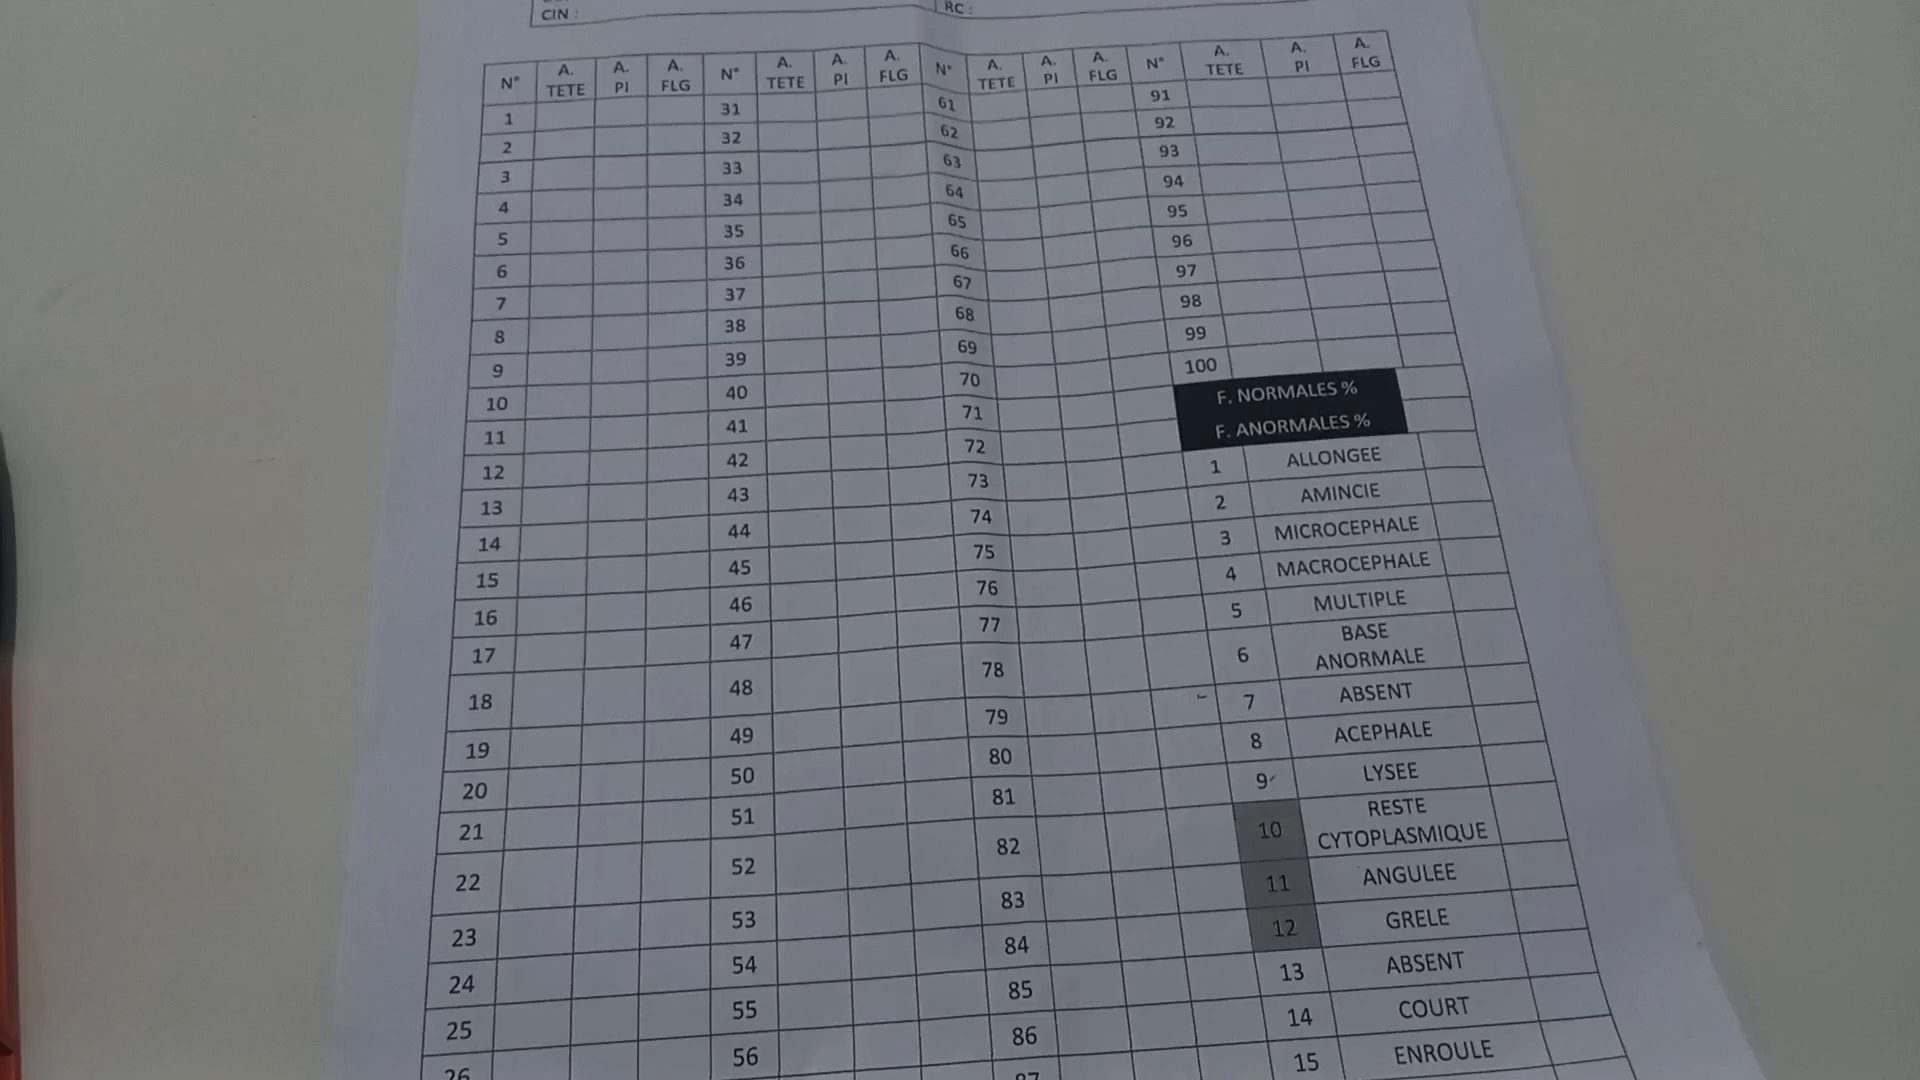 CIN : RC :
N° A. TETE A. PI A. FLG N° A. TETE A. PI A. FLG N° A. TETE A. PI A. FLG N° A. TETE A. PI A. FLG
1 31 61 91
2 32 62 92
3 33 63 93
4 34 64 94
5 35 65 95
6 36 66 96
7 37 67 97
8 38 68 98
9 39 69 99
10 40 70 100
11 41 71 F. NORMALES %
12 42 72 F. ANORMALES %
13 43 73 1 ALLONGEE
14 44 74 2 AMINCIE
15 45 75 3 MICROCEPHALE
16 46 76 4 MACROCEPHALE
17 47 77 5 MULTIPLE
18 48 78 6 BASE ANORMALE
19 49 79 7 ABSENT
20 50 80 8 ACEPHALE
21 51 81 9 LYSEE
22 52 82 10 RESTE CYTOPLASMIQUE
23 53 83 11 ANGULEE
24 54 84 12 GRELE
25 55 85 13 ABSENT
26 56 86 14 COURT
87 15 ENROULE